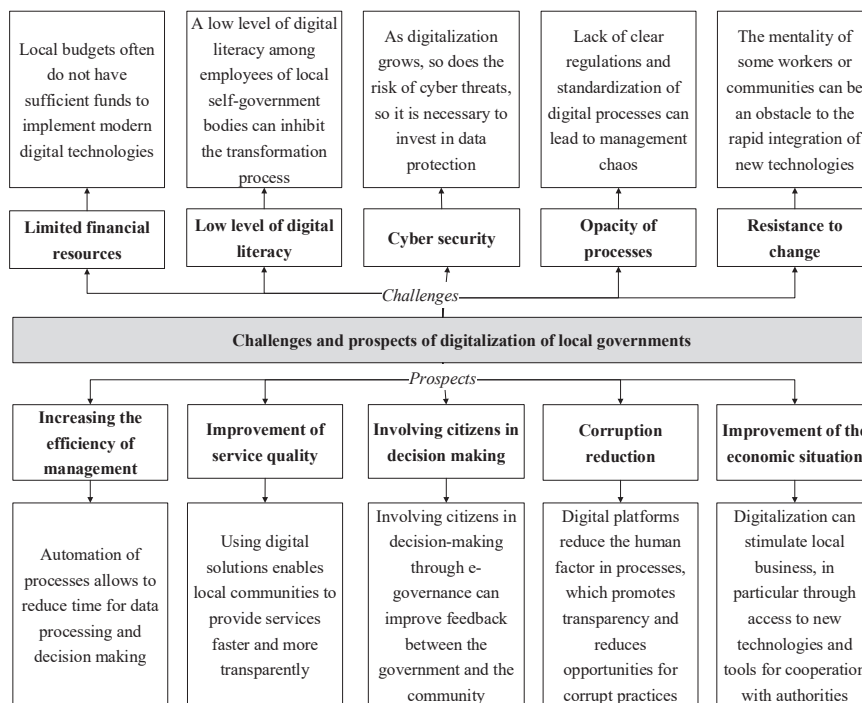 Local budgets often
do not have
sufficient funds to
implement modern
digital technologies
A low level of digital
literacy among
employees of local
self-government
bodies can inhibit
the transformation
process
As digitalization
grows, so does the
risk of cyber threats,
so it is necessary to
invest in data
protection
Lack of clear
regulations and
standardization of
digital processes can
lead to management
chaos
The mentality of
some workers or
communities can be
an obstacle to the
rapid integration of
new technologies
Limited financial
resources
Low level of digital
literacy
Cyber security
Opacity of
processes
Resistance to
change
Challenges
Challenges and prospects of digitalization of local governments
Prospects
Increasing the
efficiency of
management
Improvement of
service quality
Involving citizens in
decision making
Corruption
reduction
Improvement of the
economic situation
Automation of
processes allows to
reduce time for data
processing and
decision making
Using digital
solutions enables
local communities to
provide services
faster and more
transparently
Involving citizens in
decision-making
through e-
governance can
improve feedback
between the
government and the
community
Digital platforms
reduce the human
factor in processes,
which promotes
transparency and
reduces
opportunities for
corrupt practices
Digitalization can
stimulate local
business, in
particular through
access to new
technologies and
tools for cooperation
with authorities